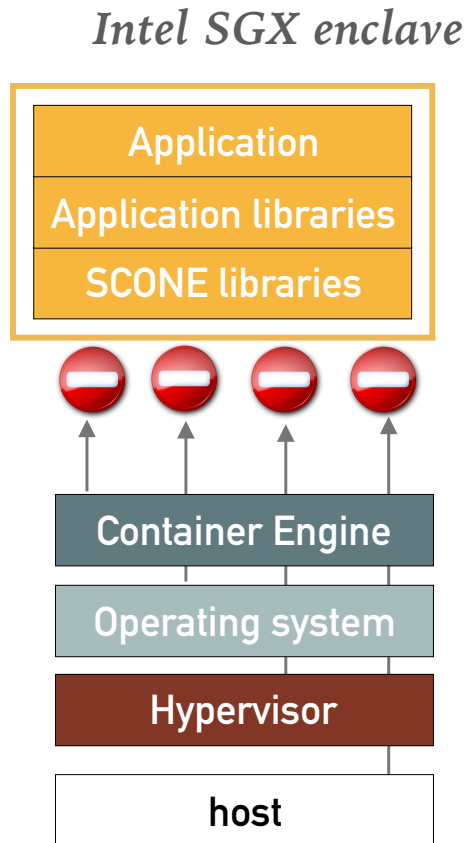 Intel SGX enclave
Application
Application libraries
SCONE libraries
Container Engine
Operating system
Hypervisor
host